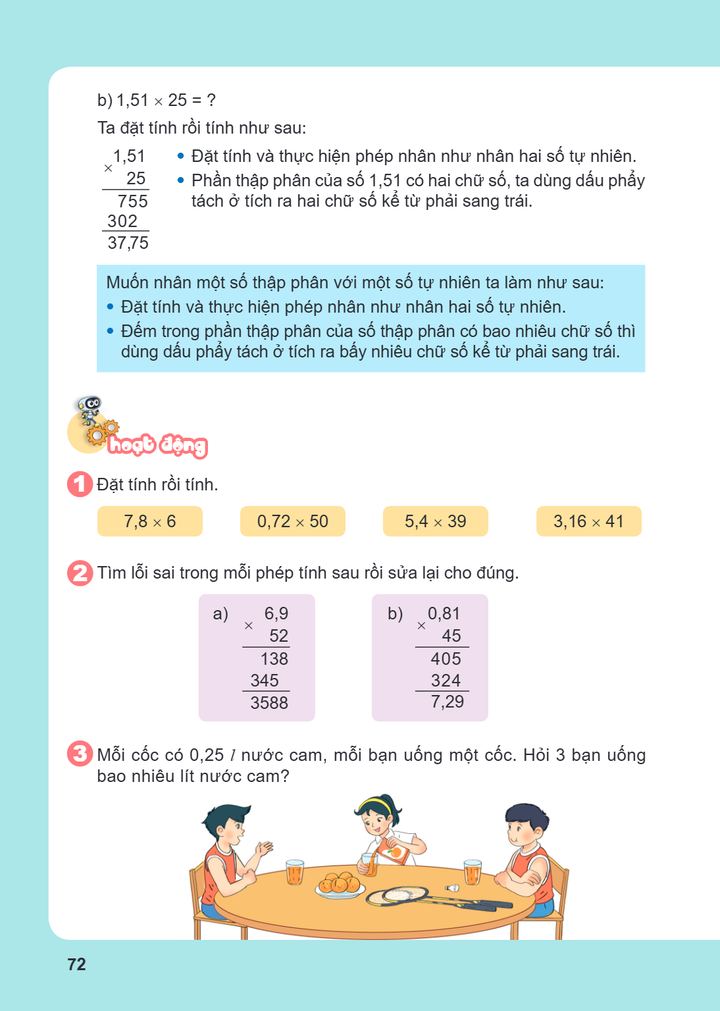 b) 1,51 × 25 = ?
Ta đặt tính rồi tính như sau:
1,51
×
25
755
302
37,75
• Đặt tính và thực hiện phép nhân như nhân hai số tự nhiên.
• Phần thập phân của số 1,51 có hai chữ số, ta dùng dấu phẩy
tách ở tích ra hai chữ số kể từ phải sang trái.
Muốn nhân một số thập phân với một số tự nhiên ta làm như sau:
• Đặt tính và thực hiện phép nhân như nhân hai số tự nhiên.
• Đếm trong phần thập phân của số thập phân có bao nhiêu chữ số thì
dùng dấu phẩy tách ở tích ra bấy nhiêu chữ số kể từ phải sang trái.
hoạt động
1 Đặt tính rồi tính.
7,8 × 6 0,72 × 50 5,4 × 39 3,16 × 41
2 Tìm lỗi sai trong mỗi phép tính sau rồi sửa lại cho đúng.
a) 6,9
×
52
138
345
3588
b) 0,81
×
45
405
324
7,29
3 Mỗi cốc có 0,25 l nước cam, mỗi bạn uống một cốc. Hỏi 3 bạn uống
bao nhiêu lít nước cam?
72